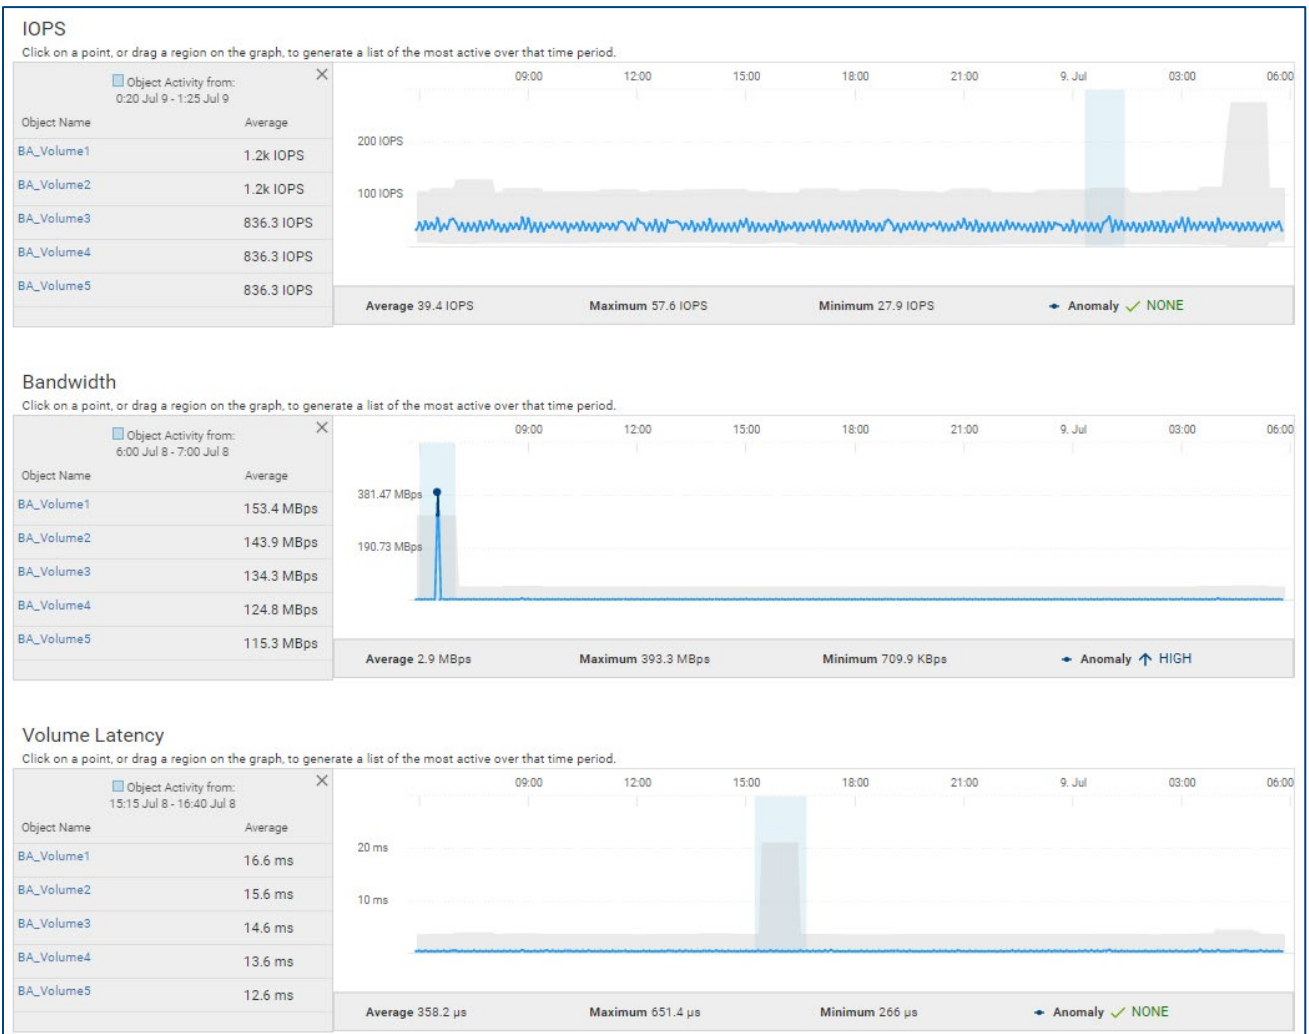 IOPS
Click on a point, or drag a region on the graph, to generate a list of the most active over that time period.
Object Activity from:
0:20 Jul 9 - 1:25 Jul 9
Object Name Average
BA_Volume1 1.2k IOPS
BA_Volume2 1.2k IOPS
BA_Volume3 836.3 IOPS
BA_Volume4 836.3 IOPS
BA_Volume5 836.3 IOPS
09:00 12:00 15:00 18:00 21:00 9. Jul 03:00 06:00
200 IOPS
100 IOPS
Average 39.4 IOPS Maximum 57.6 IOPS Minimum 27.9 IOPS Anomaly NONE
Bandwidth
Click on a point, or drag a region on the graph, to generate a list of the most active over that time period.
Object Activity from:
6:00 Jul 8 - 7:00 Jul 8
Object Name Average
BA_Volume1 153.4 MBps
BA_Volume2 143.9 MBps
BA_Volume3 134.3 MBps
BA_Volume4 124.8 MBps
BA_Volume5 115.3 MBps
09:00 12:00 15:00 18:00 21:00 9. Jul 03:00 06:00
381.47 MBps
190.73 MBps
Average 2.9 MBps Maximum 393.3 MBps Minimum 709.9 KBps Anomaly HIGH
Volume Latency
Click on a point, or drag a region on the graph, to generate a list of the most active over that time period.
Object Activity from:
15:15 Jul 8 - 16:40 Jul 8
Object Name Average
BA_Volume1 16.6 ms
BA_Volume2 15.6 ms
BA_Volume3 14.6 ms
BA_Volume4 13.6 ms
BA_Volume5 12.6 ms
09:00 12:00 15:00 18:00 21:00 9. Jul 03:00 06:00
20 ms
10 ms
Average 358.2 µs Maximum 651.4 µs Minimum 266 µs Anomaly NONE